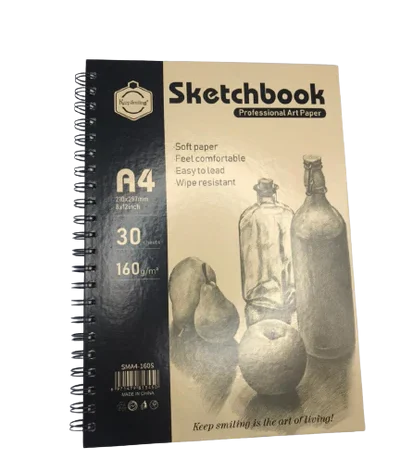 Keep Smiling
Sketchbook
Professional Art Paper
Soft paper
Feel comfortable
Easy to lead
Wipe resistant
A4
210x297mm
30
160g/m²
SMA4-160S
MADE IN CHINA
Keep smiling is the art of living!